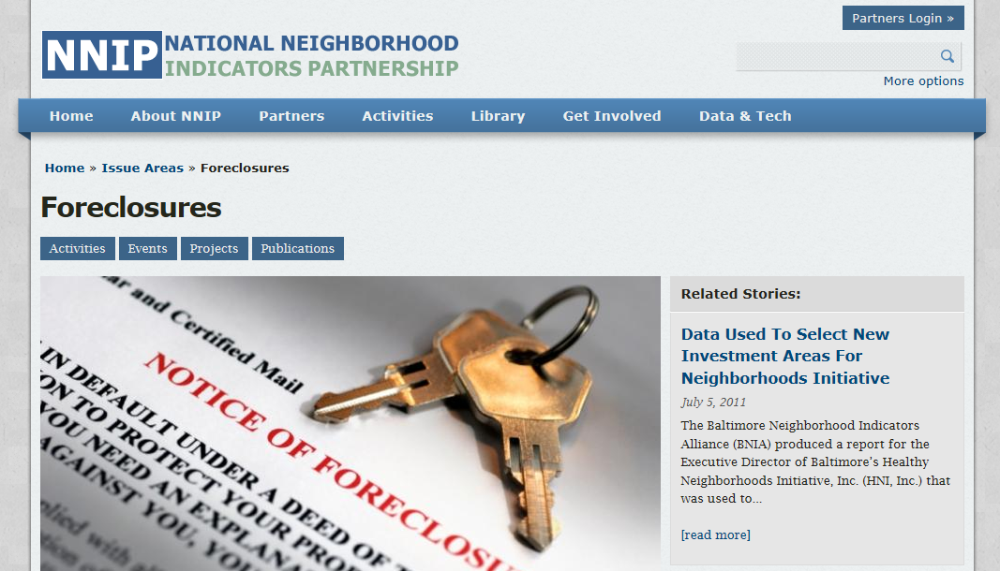 Partners Login »
NNIP NATIONAL NEIGHBORHOOD
INDICATORS PARTNERSHIP
More options
Home About NNIP Partners Activities Library Get Involved Data & Tech
Home » Issue Areas » Foreclosures
Foreclosures
Activities Events Projects Publications
ar and Certified Mail
NOTICE OF FORECLOSU
IN DEFAULT UNDER A DEED OF
ON TO PROTECT YOUR PROP
YOU NEED AN EXPLANA
AGAINST YOU, YOU
Related Stories:
Data Used To Select New
Investment Areas For
Neighborhoods Initiative
July 5, 2011
The Baltimore Neighborhood Indicators
Alliance (BNIA) produced a report for the
Executive Director of Baltimore’s Healthy
Neighborhoods Initiative, Inc. (HNI, Inc.) that
was used to...
[read more]